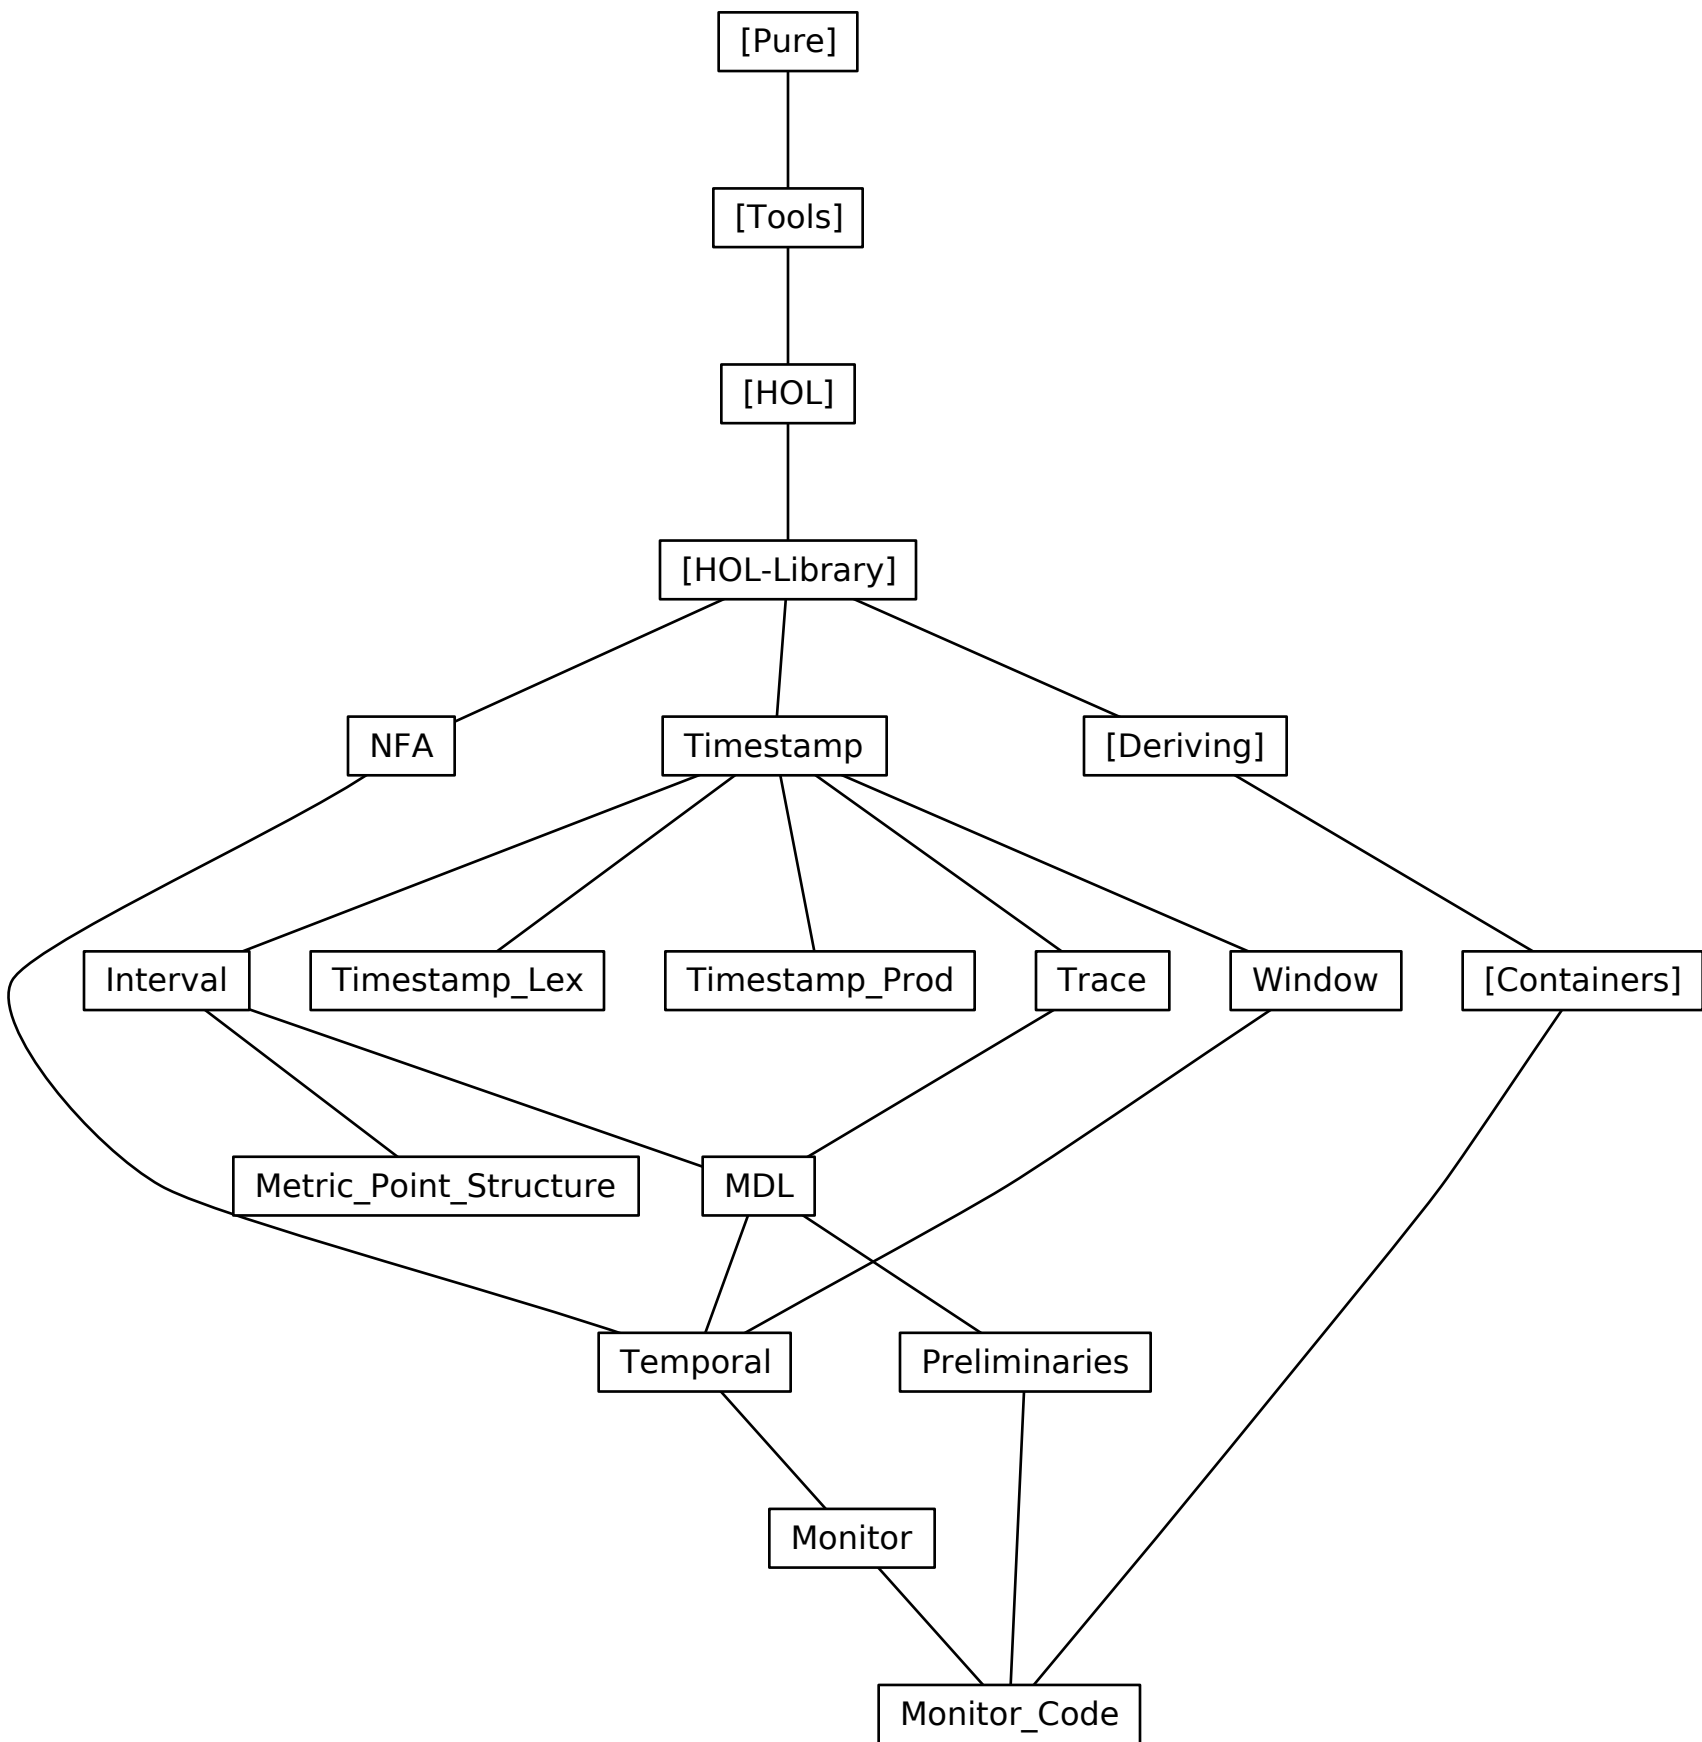 [Pure]
[Tools]
[HOL]
[HOL-Library]
NFA
Timestamp
[Deriving]
Interval
Timestamp_Lex
Timestamp_Prod
Trace
Window
[Containers]
Metric_Point_Structure
MDL
Temporal
Preliminaries
Monitor
Monitor_Code